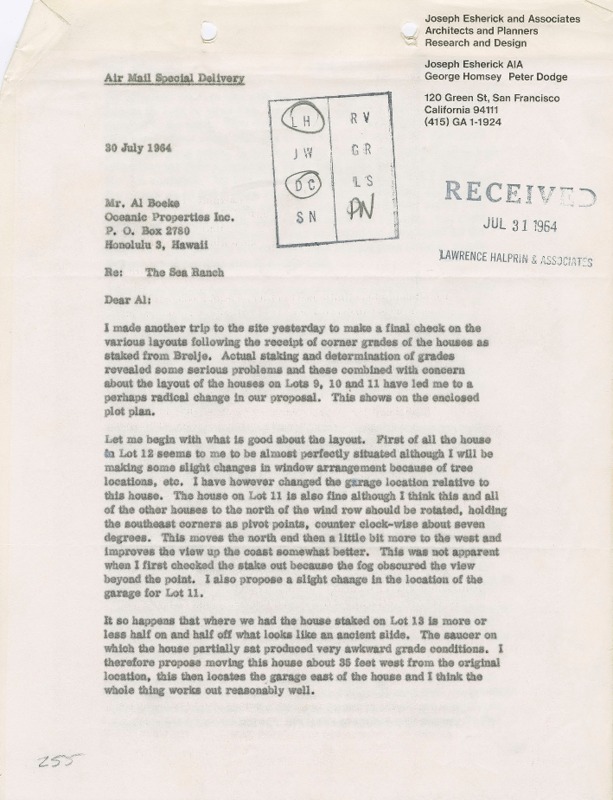 Joseph Esherick and Associates
Architects and Planners
Research and Design
Joseph Esherick AIA
George Homsey Peter Dodge
120 Green St, San Francisco
California 94111
(415) GA 1-1924
Air Mail Special Delivery
30 July 1964
LH RV
JW GR
DC LS
SN PN
RECEIVED
JUL 31 1964
LAWRENCE HALPRIN & ASSOCIATES
Mr. Al Boeke
Oceanic Properties Inc.
P. O. Box 2780
Honolulu 3, Hawaii
Re: The Sea Ranch
Dear Al:
I made another trip to the site yesterday to make a final check on the
various layouts following the receipt of corner grades of the houses as
staked from Brelje. Actual staking and determination of grades
revealed some serious problems and these combined with concern
about the layout of the houses on Lots 9, 10 and 11 have led me to a
perhaps radical change in our proposal. This shows on the enclosed
plot plan.
Let me begin with what is good about the layout. First of all the house
on Lot 12 seems to me to be almost perfectly situated although I will be
making some slight changes in window arrangement because of tree
locations, etc. I have however changed the garage location relative to
this house. The house on Lot 11 is also fine although I think this and all
of the other houses to the north of the wind row should be rotated, holding
the southeast corners as pivot points, counter clock-wise about seven
degrees. This moves the north end then a little bit more to the west and
improves the view up the coast somewhat better. This was not apparent
when I first checked the stake out because the fog obscured the view
beyond the point. I also propose a slight change in the location of the
garage for Lot 11.
It so happens that where we had the house staked on Lot 13 is more or
less half on and half off what looks like an ancient slide. The saucer on
which the house partially sat produced very awkward grade conditions. I
therefore propose moving this house about 35 feet west from the original
location, this then locates the garage east of the house and I think the
whole thing works out reasonably well.
255